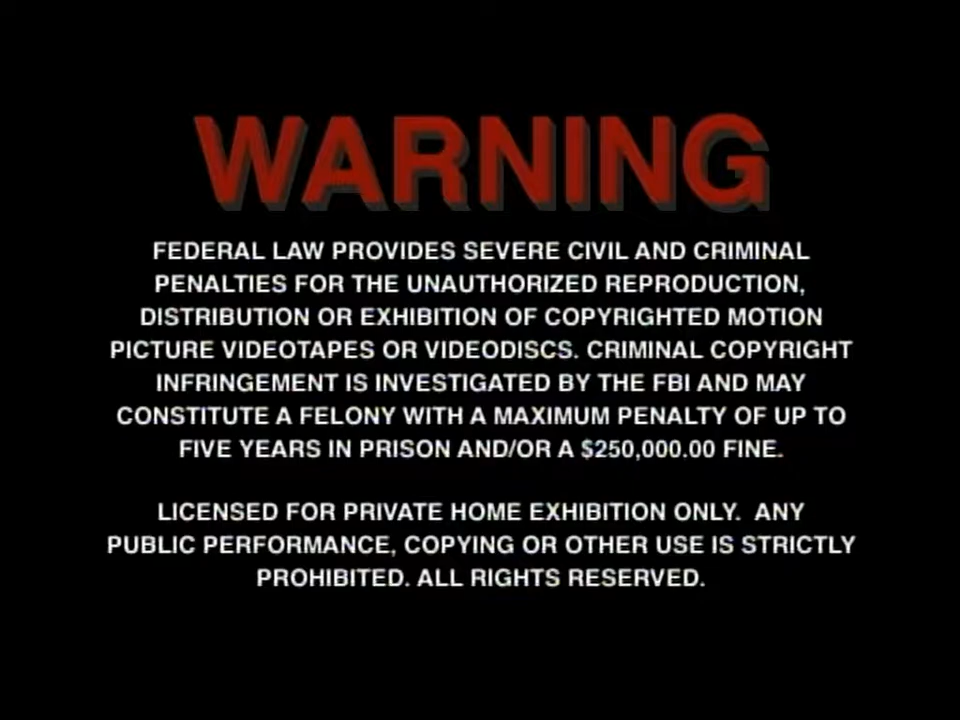 WARNING
FEDERAL LAW PROVIDES SEVERE CIVIL AND CRIMINAL
PENALTIES FOR THE UNAUTHORIZED REPRODUCTION,
DISTRIBUTION OR EXHIBITION OF COPYRIGHTED MOTION
PICTURE VIDEOTAPES OR VIDEODISCS. CRIMINAL COPYRIGHT
INFRINGEMENT IS INVESTIGATED BY THE FBI AND MAY
CONSTITUTE A FELONY WITH A MAXIMUM PENALTY OF UP TO
FIVE YEARS IN PRISON AND/OR A $250,000.00 FINE.
LICENSED FOR PRIVATE HOME EXHIBITION ONLY.  ANY
PUBLIC PERFORMANCE, COPYING OR OTHER USE IS STRICTLY
PROHIBITED. ALL RIGHTS RESERVED.